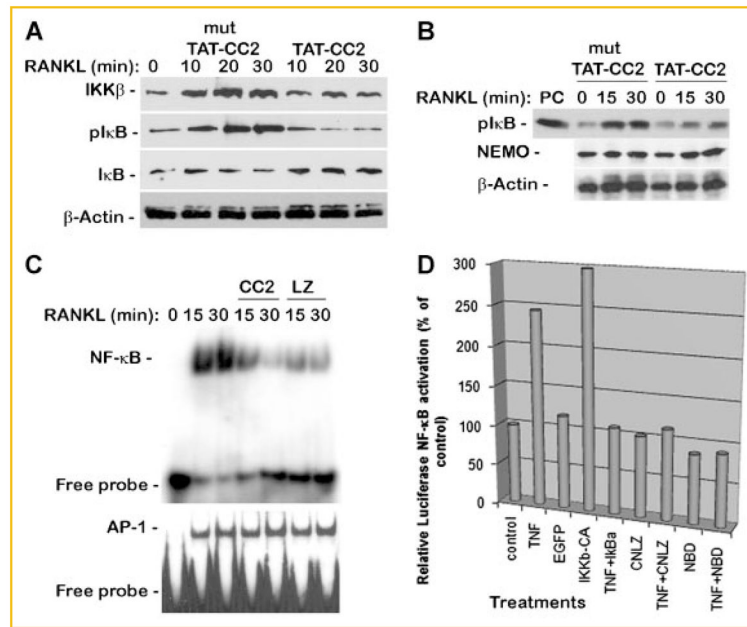 A
mut
TAT-CC2 TAT-CC2
RANKL (min): 0 10 20 30 10 20 30
IKKβ -
pIκB -
IκB -
β-Actin -
B
mut
TAT-CC2 TAT-CC2
RANKL (min): PC 0 15 30 0 15 30
pIκB -
NEMO -
β-Actin -
C
CC2 LZ
RANKL (min): 0 15 30 15 30 15 30
NF-κB -
Free probe -
AP-1 -
Free probe -
D
Relative Luciferase NF-κB activation (% of
control)
300
250
200
150
100
50
0
control
TNF
EGFP
IKKb-CA
TNF+IkBa
CNLZ
TNF+CNLZ
NBD
TNF+NBD
Treatments